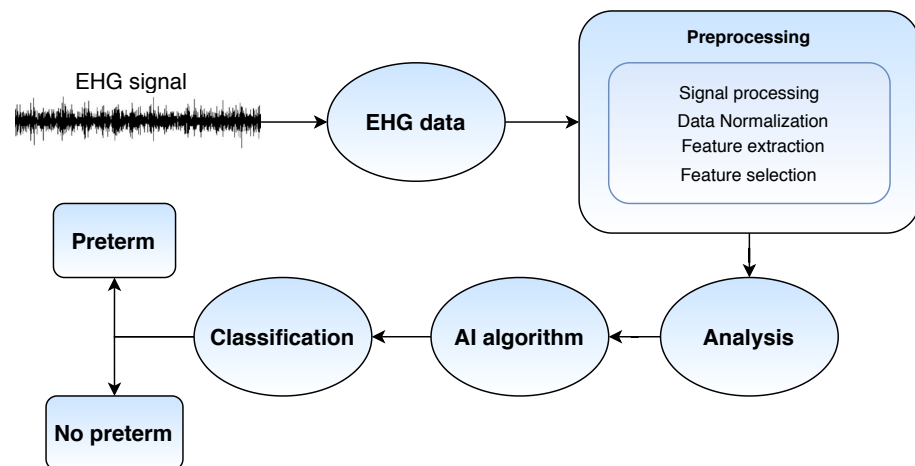 EHG signal
EHG data
Preprocessing
Signal processing
Data Normalization
Feature extraction
Feature selection
Analysis
AI algorithm
Classification
Preterm
No preterm